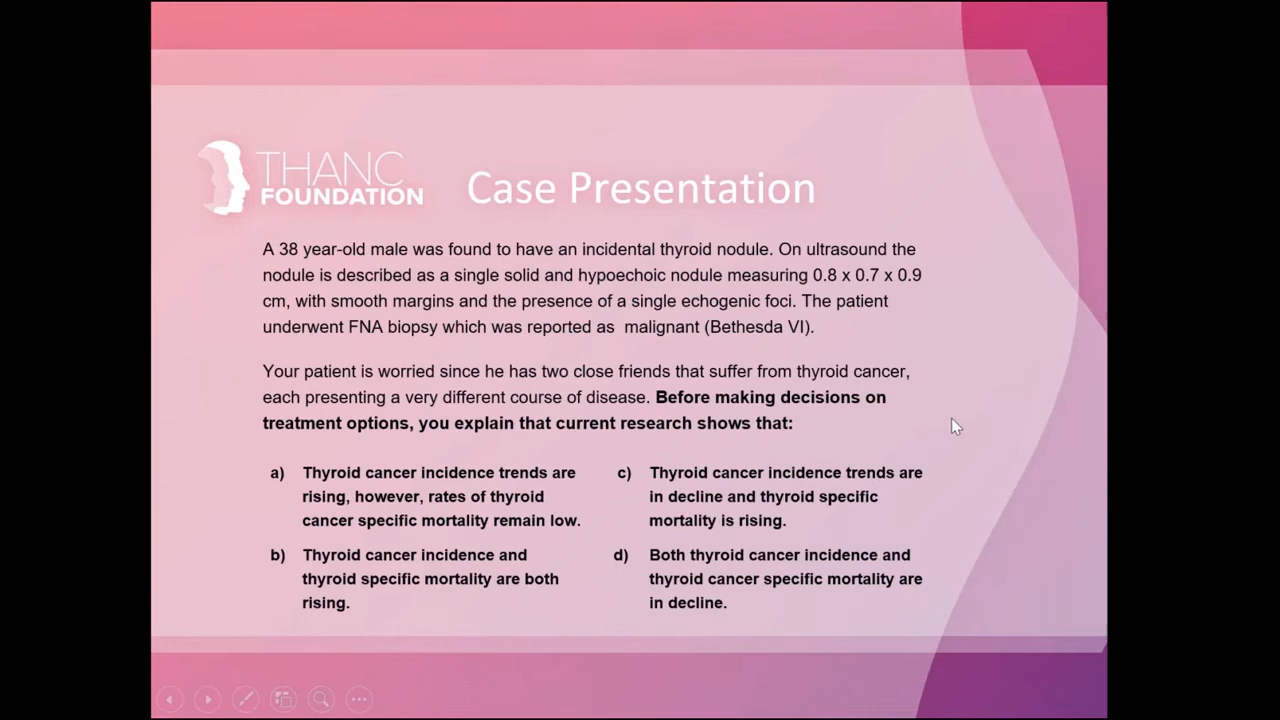 THANC
FOUNDATION
Case Presentation
A 38 year-old male was found to have an incidental thyroid nodule. On ultrasound the
nodule is described as a single solid and hypoechoic nodule measuring 0.8 x 0.7 x 0.9
cm, with smooth margins and the presence of a single echogenic foci. The patient
underwent FNA biopsy which was reported as malignant (Bethesda VI).
Your patient is worried since he has two close friends that suffer from thyroid cancer,
each presenting a very different course of disease. Before making decisions on
treatment options, you explain that current research shows that:
a) Thyroid cancer incidence trends are
rising, however, rates of thyroid
cancer specific mortality remain low.
b) Thyroid cancer incidence and
thyroid specific mortality are both
rising.
c) Thyroid cancer incidence trends are
in decline and thyroid specific
mortality is rising.
d) Both thyroid cancer incidence and
thyroid cancer specific mortality are
in decline.